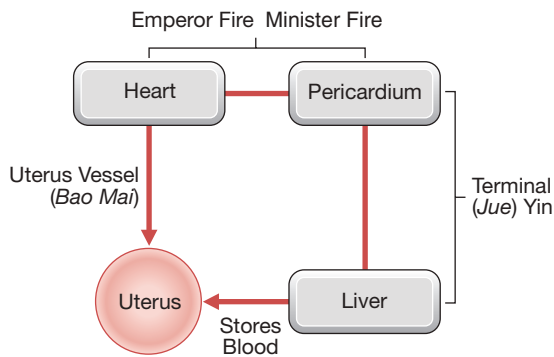 Emperor Fire Minister Fire
Heart
Pericardium
Uterus Vessel
(Bao Mai)
Terminal
(Jue) Yin
Uterus
Liver
Stores
Blood